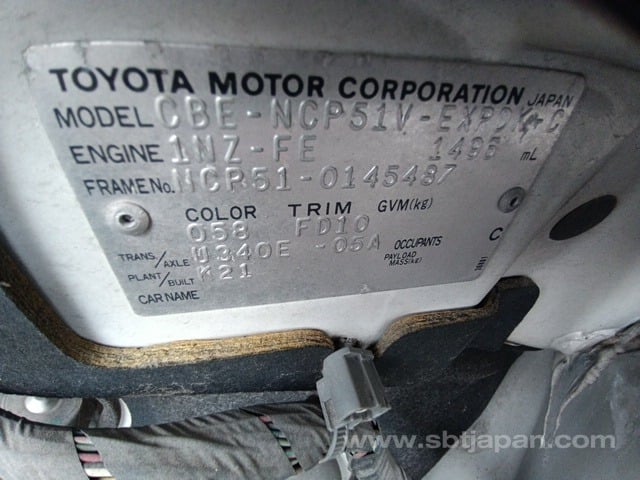 TOYOTA MOTOR CORPORATION JAPAN
MODEL CBE-NCP51V-EXPDK-C
ENGINE 1NZ-FE 1496 mL
FRAME No. NCP51-0145487
COLOR TRIM GVM(kg)
058 FD10
TRANS./AXLE U340E -05A OCCUPANTS C
PLANT/BUILT K21 PAYLOAD MASS(kg)
CAR NAME
www.sbtjapan.com